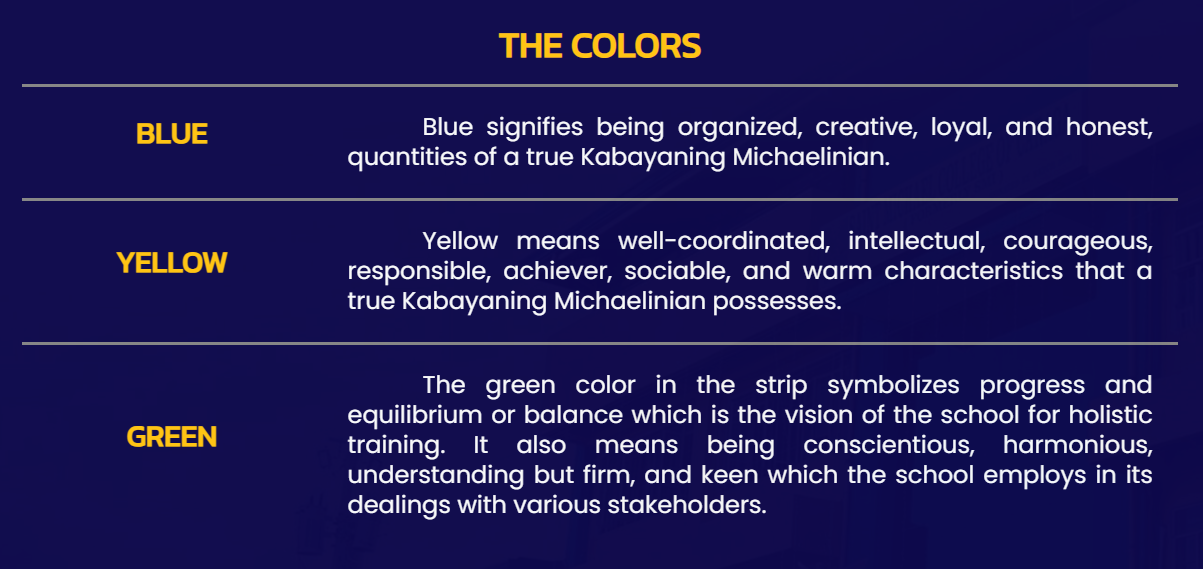 THE COLORS
BLUE
Blue signifies being organized, creative, loyal, and honest,
quantities of a true Kabayaning Michaelinian.
YELLOW
Yellow means well-coordinated, intellectual, courageous,
responsible, achiever, sociable, and warm characteristics that a
true Kabayaning Michaelinian possesses.
GREEN
The green color in the strip symbolizes progress and
equilibrium or balance which is the vision of the school for holistic
training. It also means being conscientious, harmonious,
understanding but firm, and keen which the school employs in its
dealings with various stakeholders.